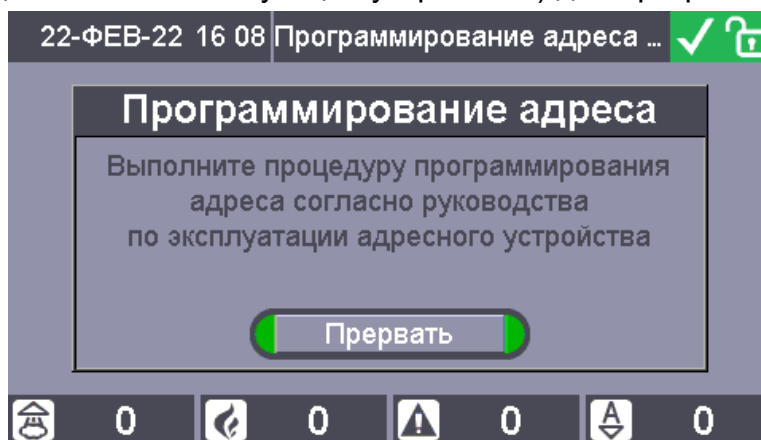 22-ФЕВ-22 16 08 Программирование адреса ...
Программирование адреса
Выполните процедуру программирования
адреса согласно руководства
по эксплуатации адресного устройства
Прервать
0 0 0 A 0